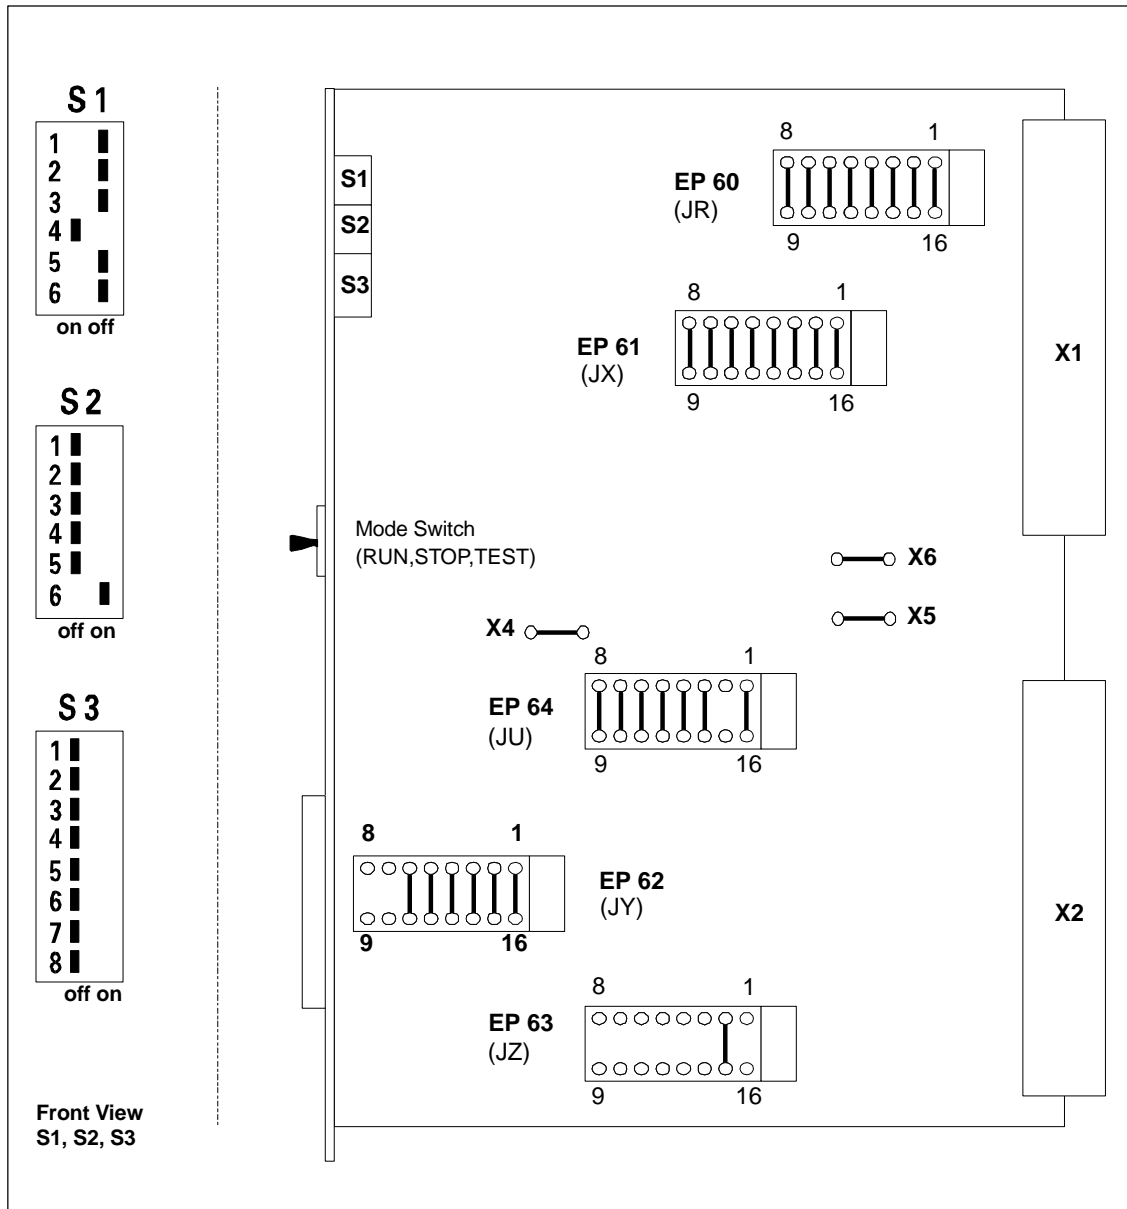 S 1
1
2
3
4
5
6
on off
S 2
1
2
3
4
5
6
off on
S 3
1
2
3
4
5
6
7
8
off on
Front View
S1, S2, S3
S1
S2
S3
Mode Switch
(RUN,STOP,TEST)
8 1
EP 60
(JR)
9 16
8 1
EP 61
(JX)
9 16
X1
X6
X5
X4
8 1
EP 64
(JU)
9 16
8 1
EP 62
(JY)
9 16
X2
8 1
EP 63
(JZ)
9 16